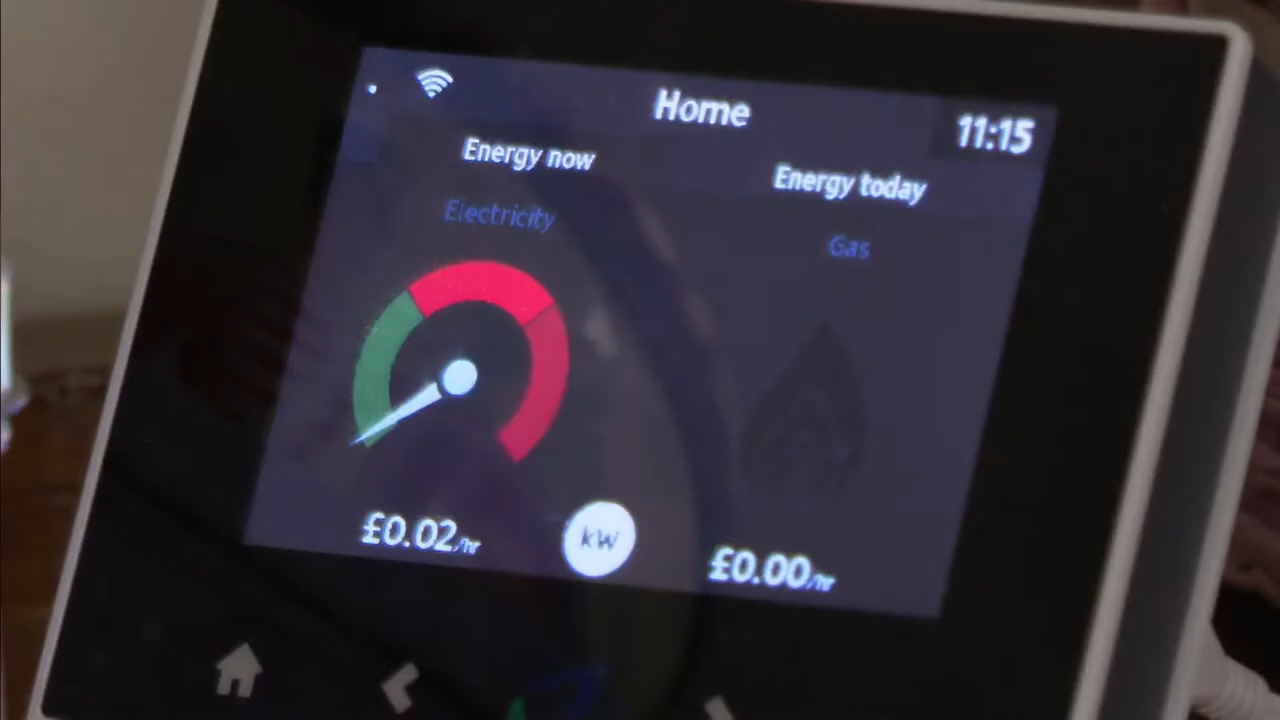 Home
11:15
Energy now
Energy today
Electricity
Gas
£0.02/hr
kW
£0.00/hr